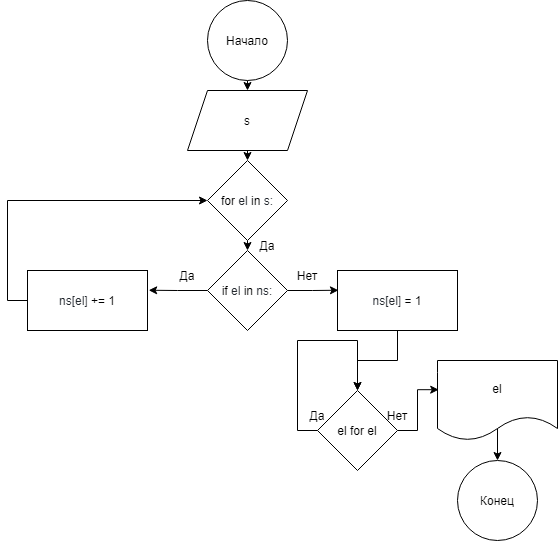 Начало
s
for el in s:
Да
Да
if el in ns:
Нет
ns[el] += 1
ns[el] = 1
el
Да
el for el
Нет
Конец